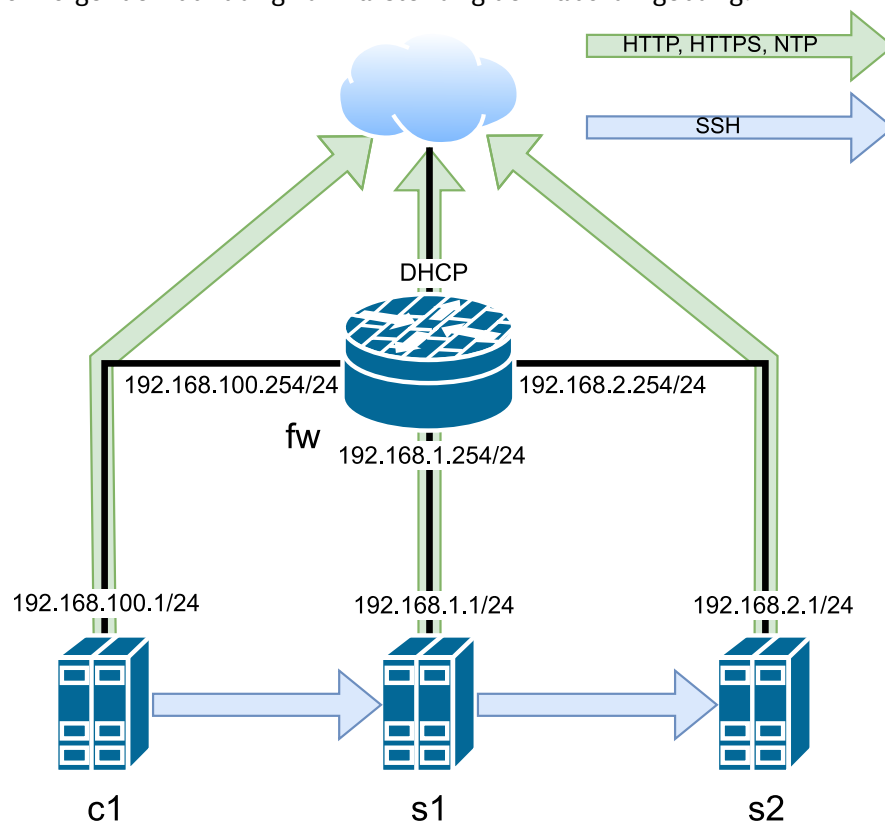 HTTP, HTTPS, NTP
SSH
DHCP
192.168.100.254/24
192.168.2.254/24
fw
192.168.1.254/24
192.168.100.1/24
192.168.1.1/24
192.168.2.1/24
c1
s1
s2